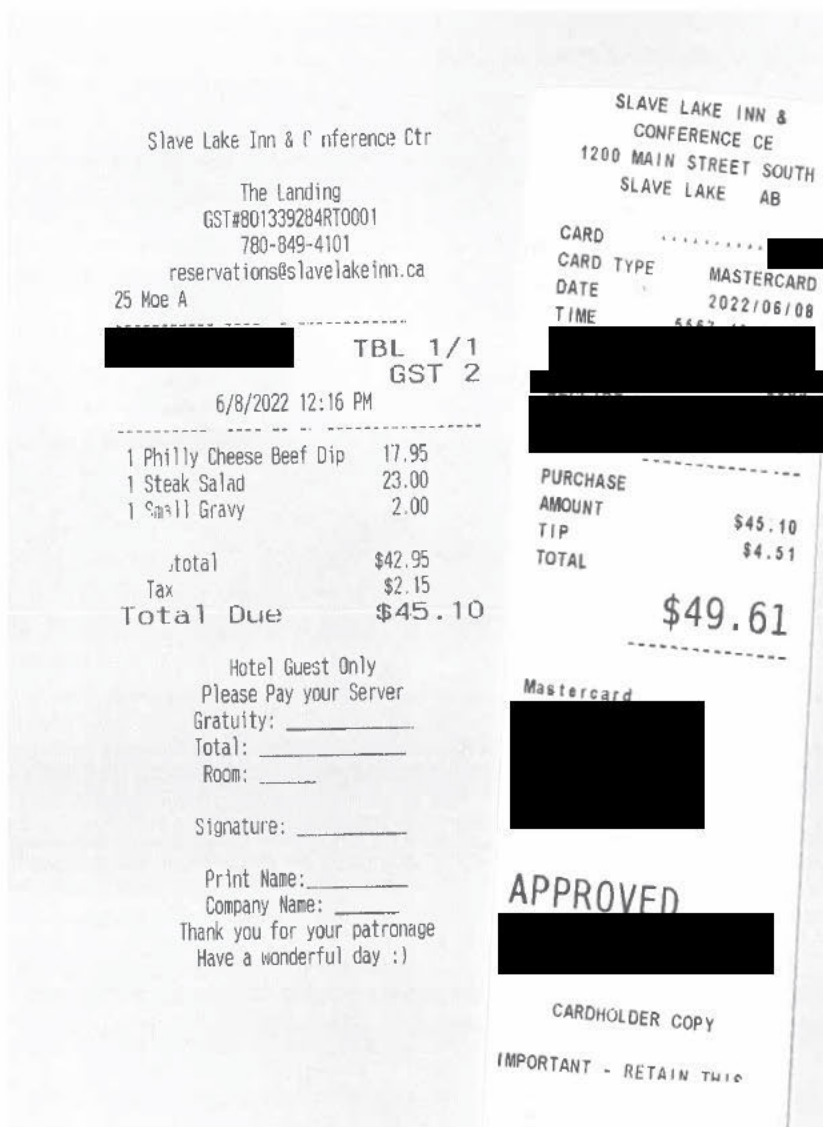 Slave Lake Inn & C nference Ctr
The Landing
GST#801339284RT0001
780-849-4101
reservations@slavelakeinn.ca
25 Moe A
TBL 1/1
GST 2
6/8/2022 12:16 PM
1 Philly Cheese Beef Dip 17.95
1 Steak Salad 23.00
1 Small Gravy 2.00
total $42.95
Tax $2.15
Total Due $45.10
Hotel Guest Only
Please Pay your Server
Gratuity:
Total:
Room:
Signature:
Print Name:
Company Name:
Thank you for your patronage
Have a wonderful day :)
SLAVE LAKE INN &
CONFERENCE CE
1200 MAIN STREET SOUTH
SLAVE LAKE AB
CARD ..........
CARD TYPE MASTERCARD
DATE 2022/06/08
TIME
PURCHASE
AMOUNT $45.10
TIP $4.51
TOTAL
$49.61
Mastercard
APPROVED
CARDHOLDER COPY
IMPORTANT - RETAIN THIS